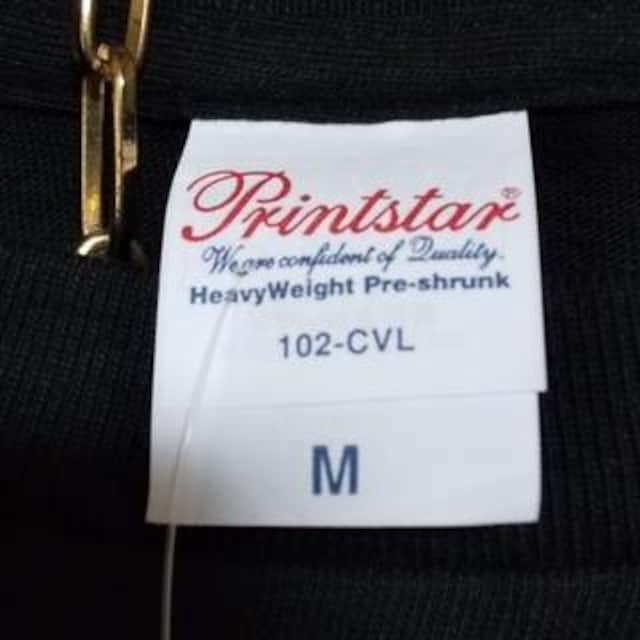 Printstar®
We are confident of Quality.
HeavyWeight Pre-shrunk
102-CVL
M